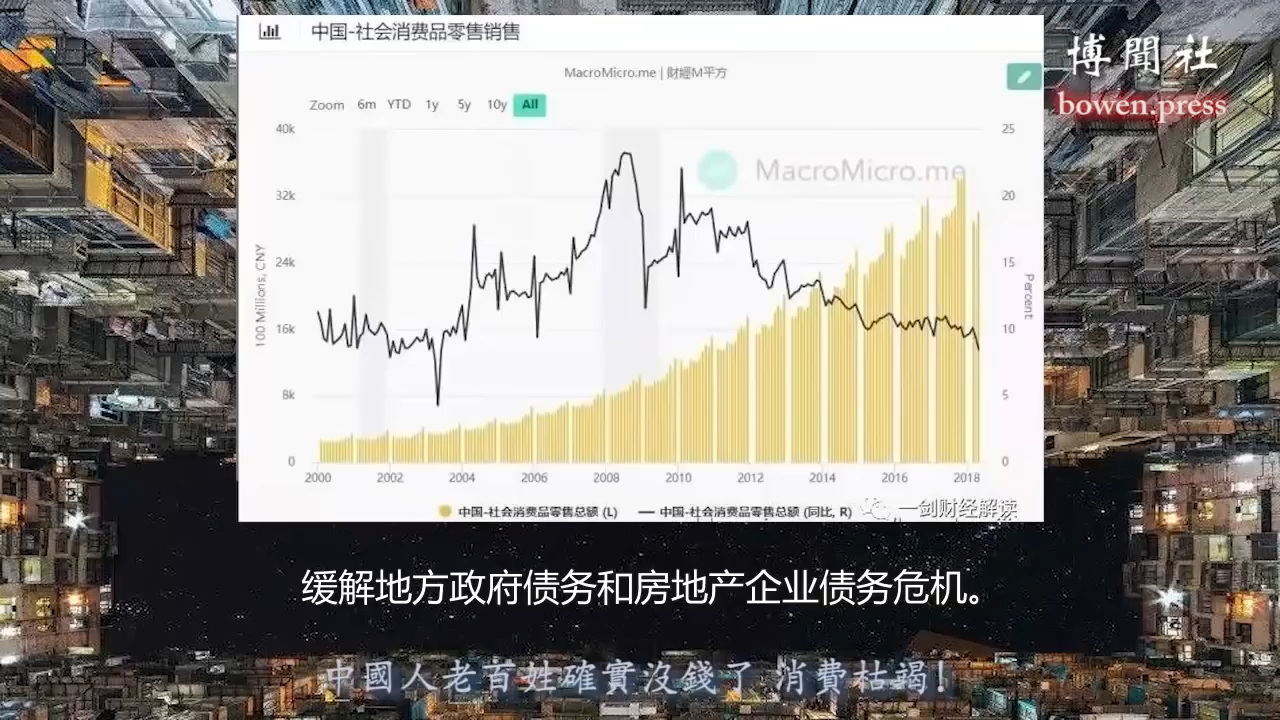 中国-社会消费品零售销售
博聞社
bowen.press
MacroMicro.me | 財經M平方
Zoom 6m YTD 1y 5y 10y All
40k
32k
24k
16k
8k
0
100 Millions, CNY
MacroMicro.me
25
20
15
10
5
0
Percent
2000 2002 2004 2006 2008 2010 2012 2014 2016 2018
中国-社会消费品零售总额 (L) 中国-社会消费品零售总额 (同比, R)
一剑财经解读
缓解地方政府债务和房地产企业债务危机。
中國人老百姓確實沒錢了 消費枯竭！